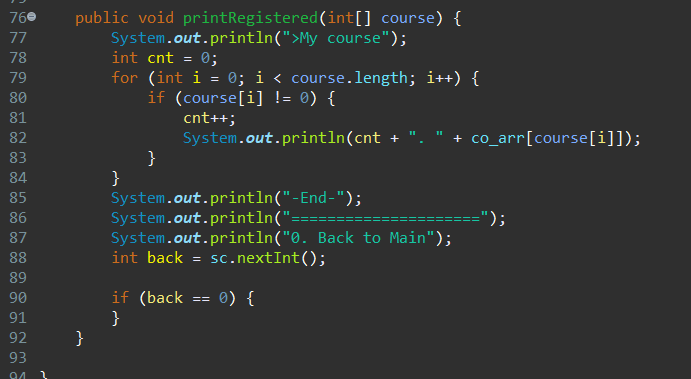 76 public void printRegistered(int[] course) {
77 System.out.println(">My course");
78 int cnt = 0;
79 for (int i = 0; i < course.length; i++) {
80 if (course[i] != 0) {
81 cnt++;
82 System.out.println(cnt + ". " + co_arr[course[i]]);
83 }
84 }
85 System.out.println("-End-");
86 System.out.println("=====================");
87 System.out.println("0. Back to Main");
88 int back = sc.nextInt();
89
90 if (back == 0) {
91 }
92 }
93
94 }